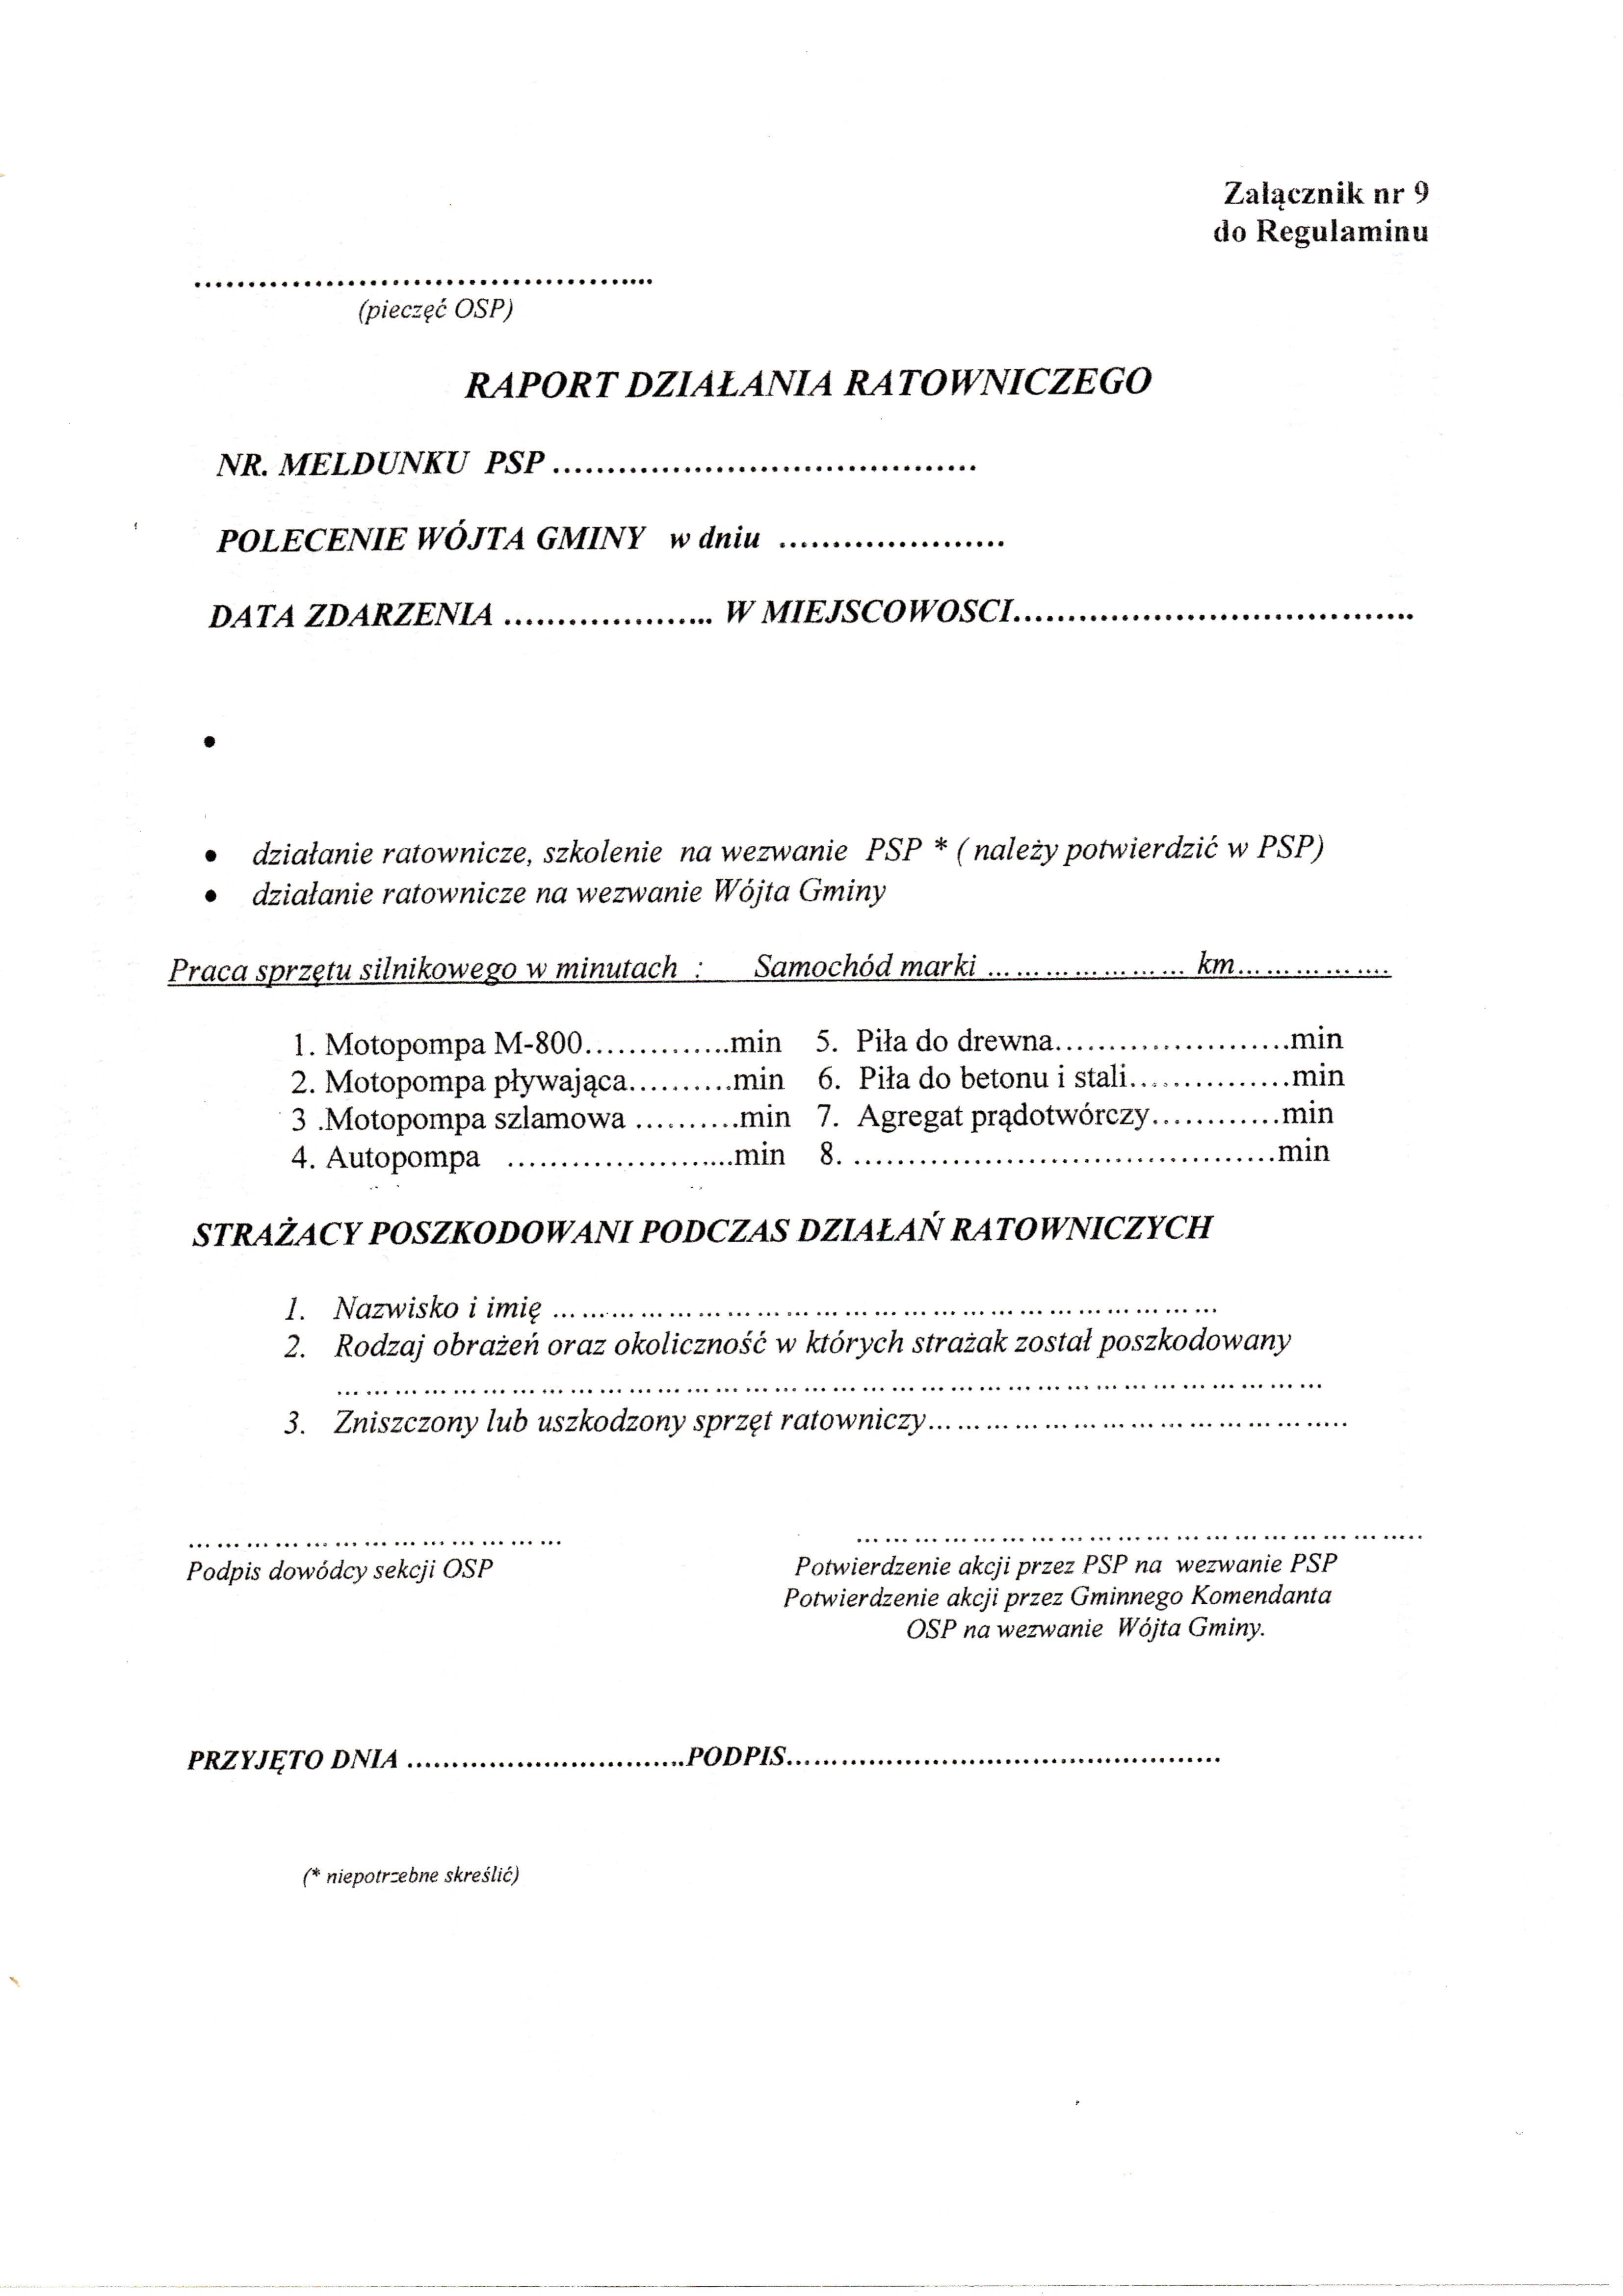 Załącznik nr 9
do Regulaminu
..........................................
(pieczęć OSP)
RAPORT DZIAŁANIA RATOWNICZEGO
NR. MELDUNKU PSP .......................................
POLECENIE WÓJTA GMINY w dniu .....................
DATA ZDARZENIA ................... W MIEJSCOWOSCI.....................................
•
• działanie ratownicze, szkolenie na wezwanie PSP * ( należy potwierdzić w PSP)
• działanie ratownicze na wezwanie Wójta Gminy
Praca sprzętu silnikowego w minutach : Samochód marki ..................... km................
1. Motopompa M-800...............min 5. Piła do drewna........................min
2. Motopompa pływająca..........min 6. Piła do betonu i stali.................min
3 .Motopompa szlamowa ..........min 7. Agregat prądotwórczy.............min
4. Autopompa .......................min 8. ..........................................min
STRAŻACY POSZKODOWANI PODCZAS DZIAŁAŃ RATOWNICZYCH
1. Nazwisko i imię .....................................................................
2. Rodzaj obrażeń oraz okoliczność w których strażak został poszkodowany
......................................................................................................
3. Zniszczony lub uszkodzony sprzęt ratowniczy............................................
....................................... ...........................................................
Podpis dowódcy sekcji OSP Potwierdzenie akcji przez PSP na wezwanie PSP
Potwierdzenie akcji przez Gminnego Komendanta
OSP na wezwanie Wójta Gminy.
PRZYJĘTO DNIA ...............................PODPIS................................................
(* niepotrzebne skreślić)